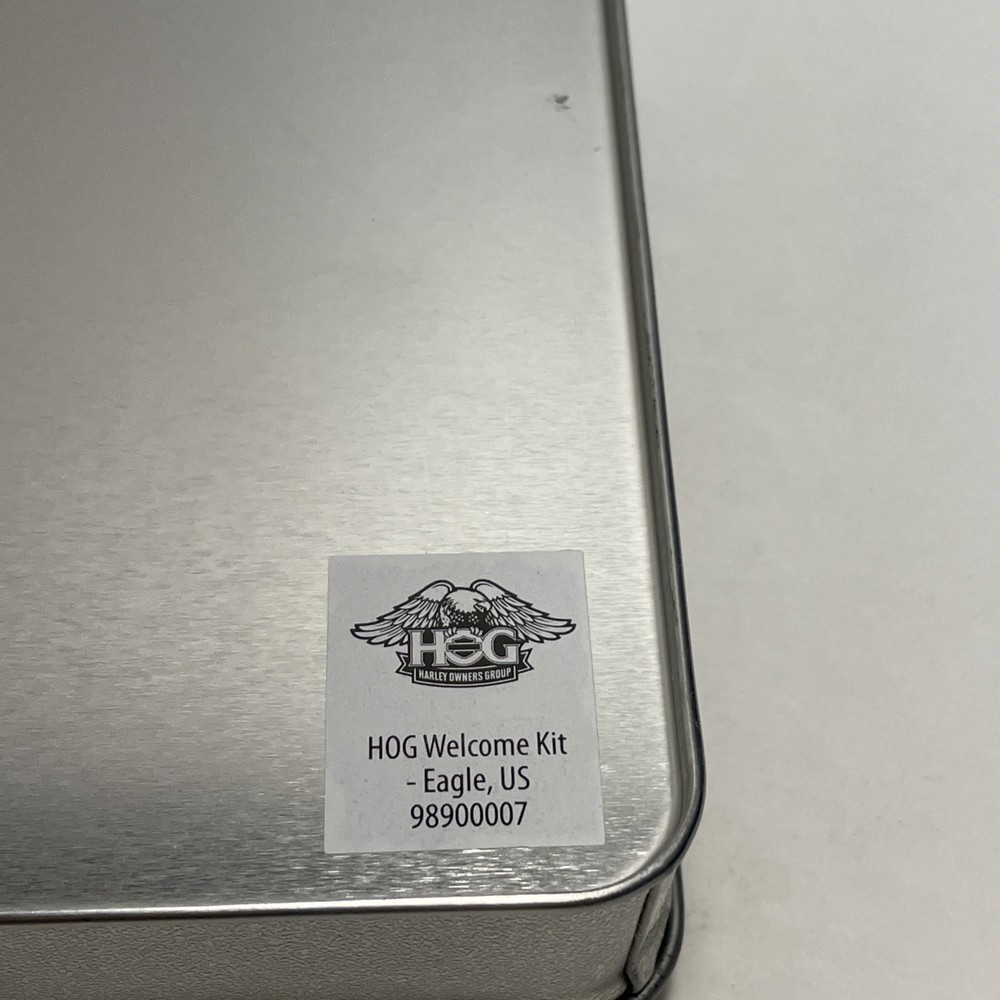 HOG
HARLEY OWNERS GROUP
HOG Welcome Kit
- Eagle, US
98900007